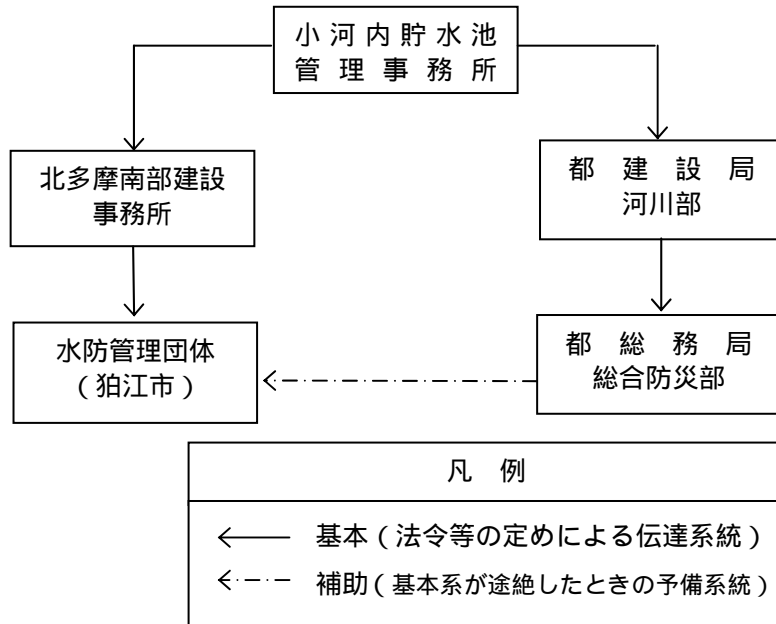 小河内貯水池
管理事務所
北多摩南部建設
事務所
都建設局
河川部
水防管理団体
(狛江市)
都総務局
総合防災部
凡例
基本(法令等の定めによる伝達系統)
補助(基本系が途絶したときの予備系統)